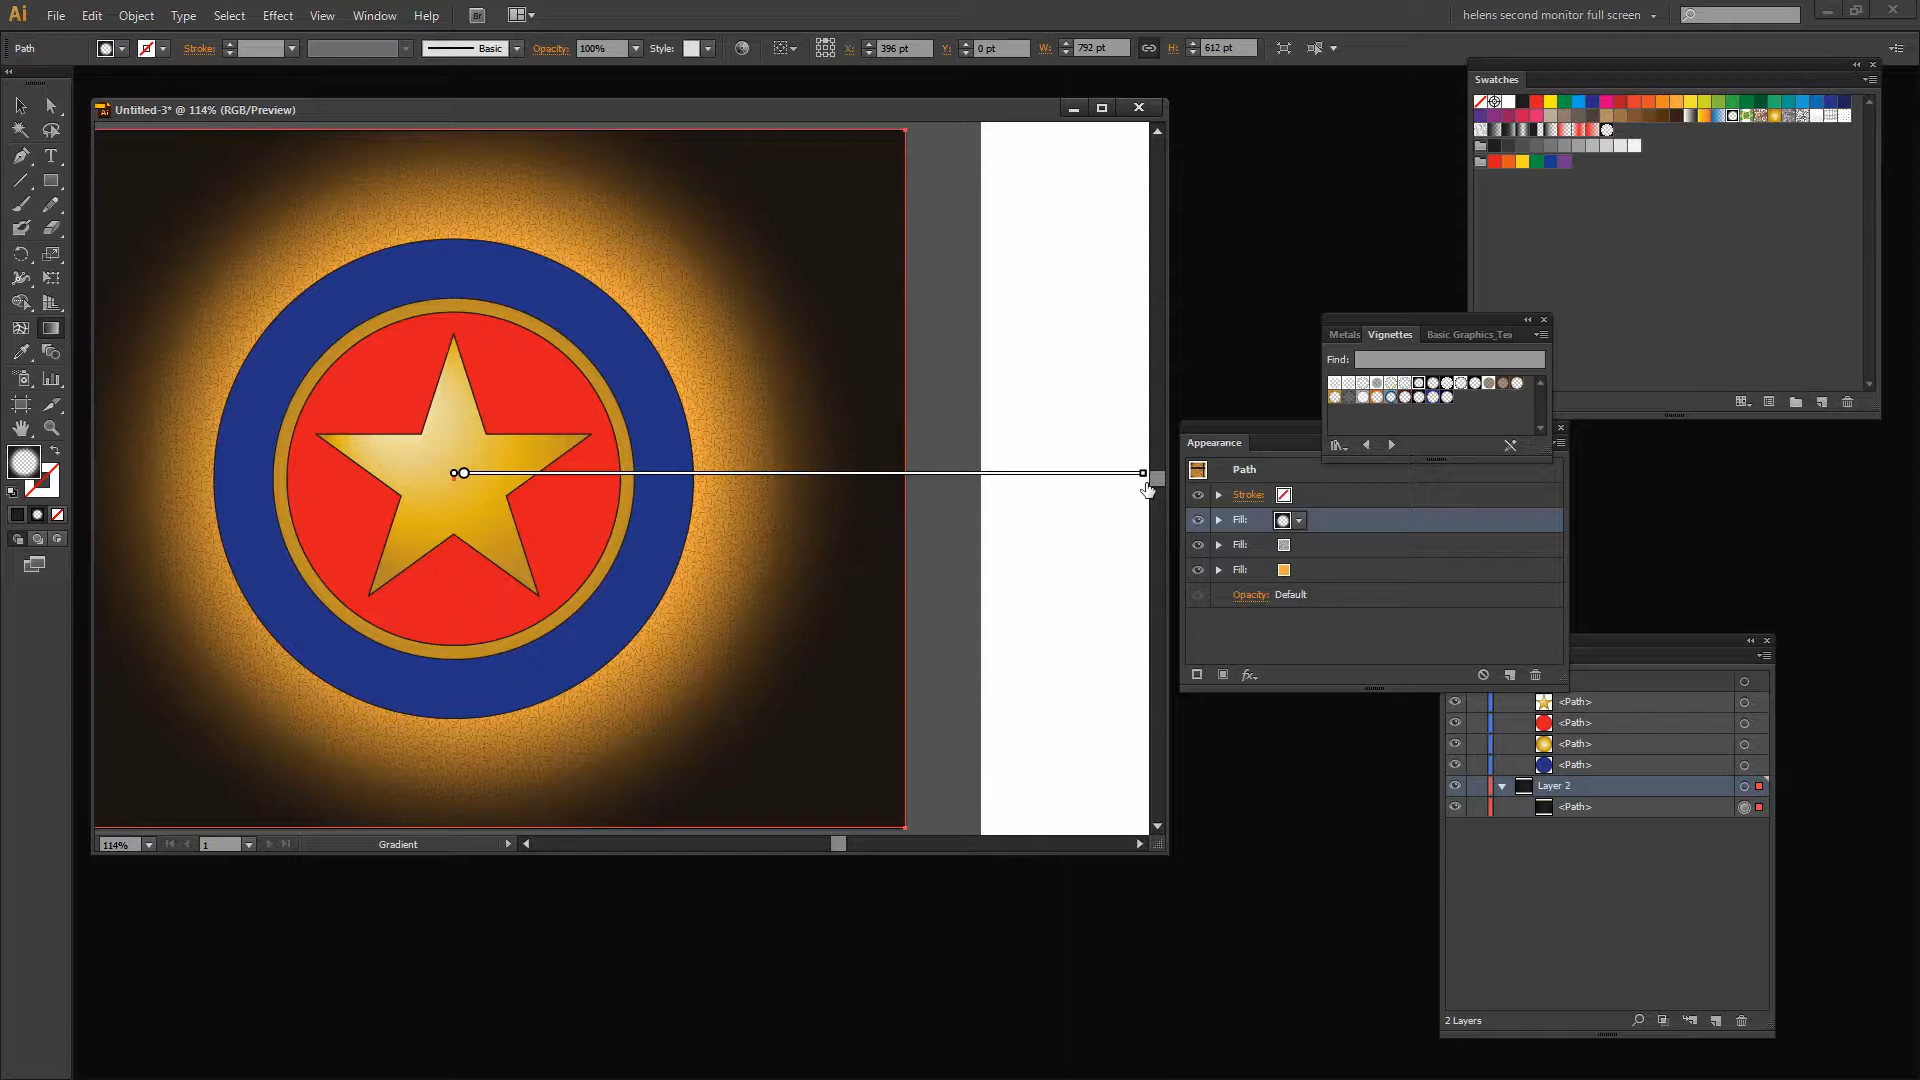 Ai File Edit Object Type Select Effect View Window Help Br helens second monitor full screen
Path Stroke: Basic Opacity: 100% Style: X: 396 pt Y: 0 pt W: 792 pt H: 612 pt
Swatches
Untitled-3* @ 114% (RGB/Preview)
Metals Vignettes Basic Graphics_Tex
Find:
Appearance
Path
Stroke:
Fill:
Fill:
Fill:
Opacity: Default
fx
<Path>
<Path>
<Path>
<Path>
Layer 2
<Path>
114% 1 Gradient
2 Layers